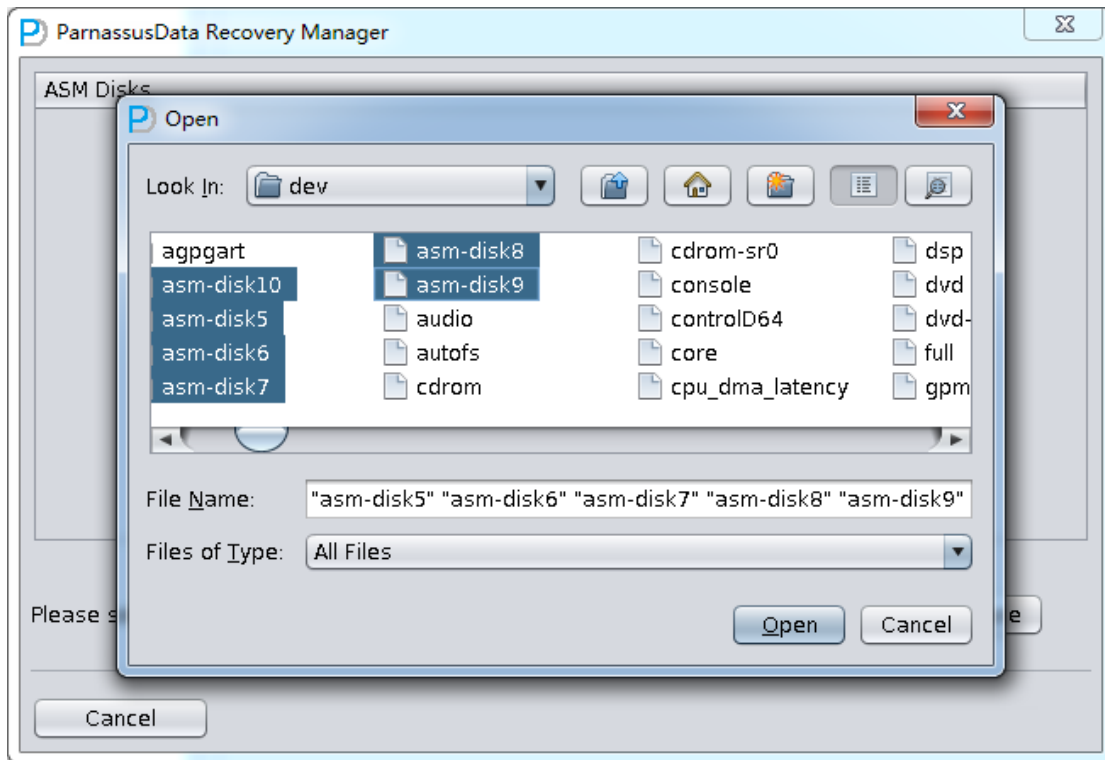 ParnassusData Recovery Manager
ASM Disks
Open
Look In: dev
agpgart asm-disk8 cdrom-sr0 dsp
asm-disk10 asm-disk9 console dvd
asm-disk5 audio controlD64 dvd-
asm-disk6 autofs core full
asm-disk7 cdrom cpu_dma_latency gpm
File Name: "asm-disk5" "asm-disk6" "asm-disk7" "asm-disk8" "asm-disk9"
Files of Type: All Files
Please s e
Open Cancel
Cancel